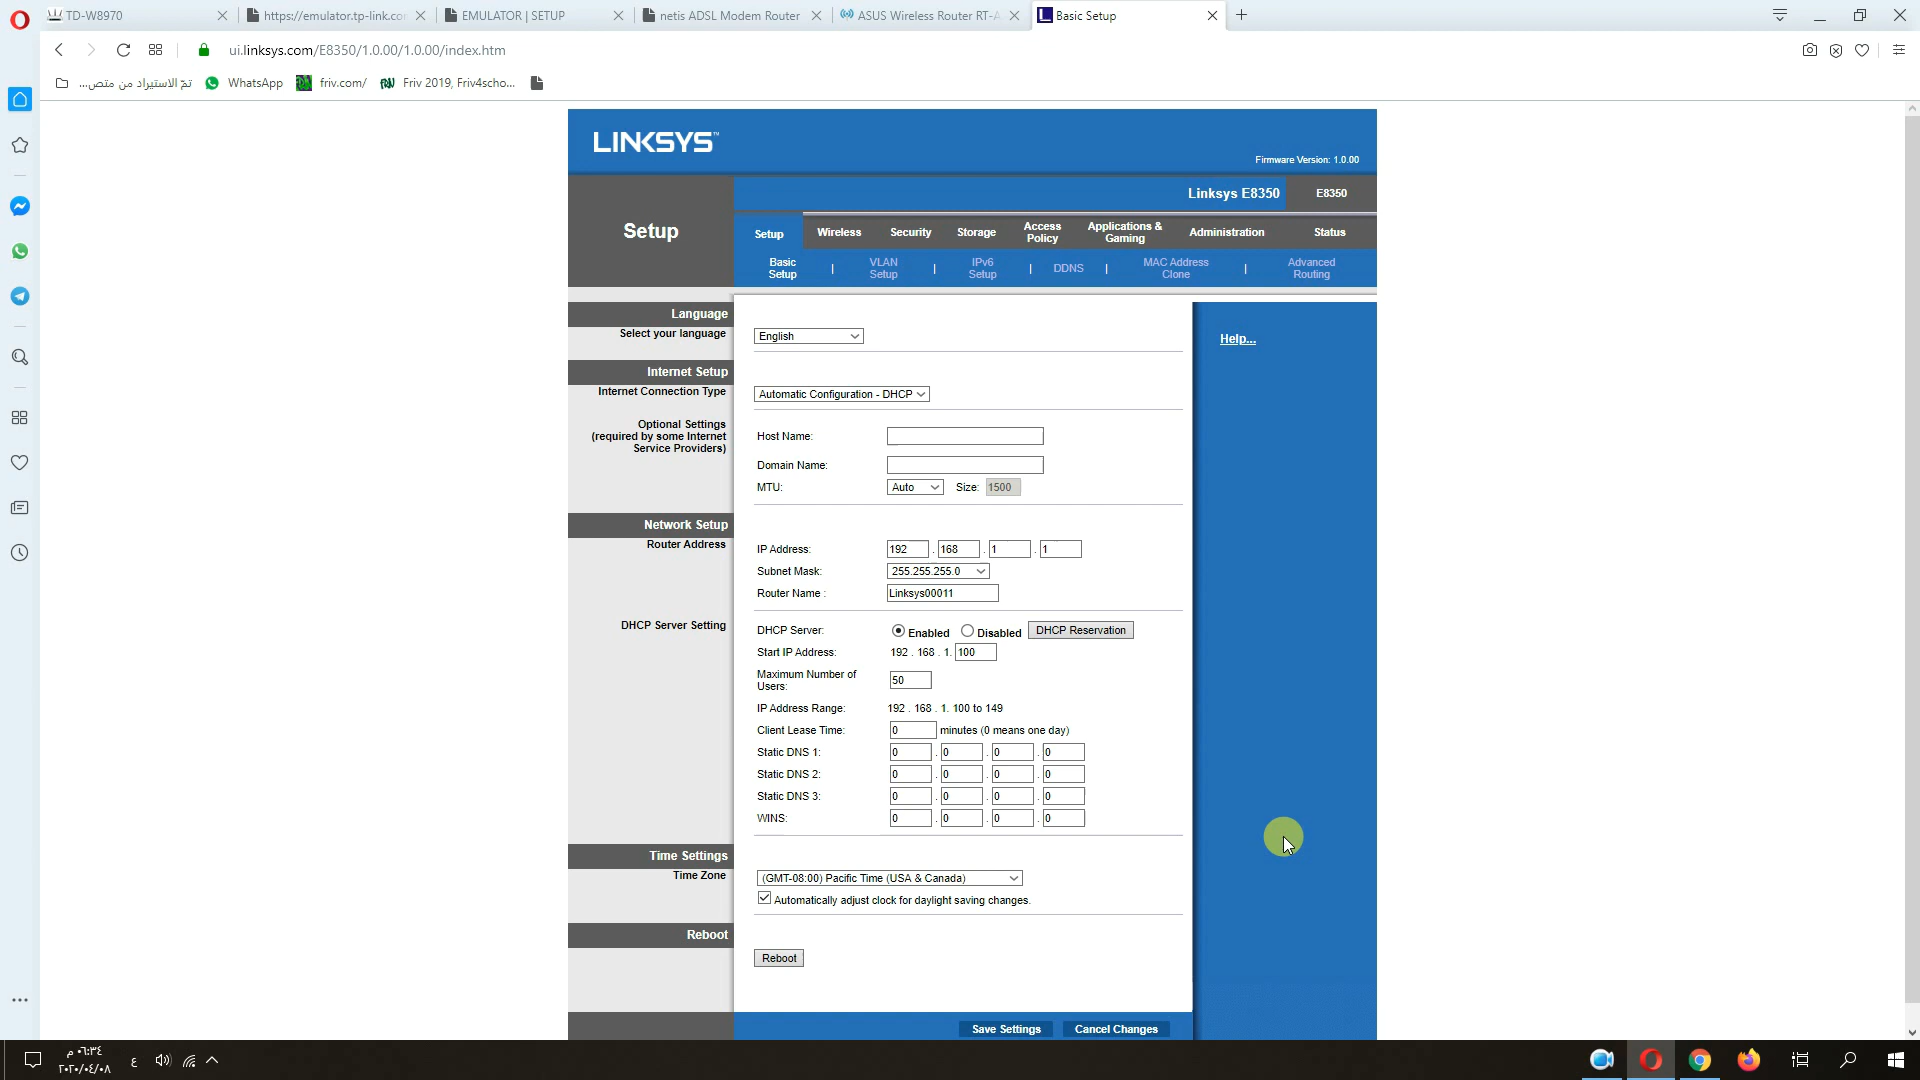 TD-W8970
https://emulator.tp-link.co
EMULATOR | SETUP
netis ADSL Modem Router
ASUS Wireless Router RT-A
Basic Setup
ui.linksys.com/E8350/1.0.00/1.0.00/index.htm
تمّ الاستيراد من متص...
WhatsApp
friv.com/
Friv 2019, Friv4scho...
LINKSYS™
Firmware Version: 1.0.00
Linksys E8350
E8350
Setup
Setup
Wireless
Security
Storage
Access Policy
Applications & Gaming
Administration
Status
Basic Setup
|
VLAN Setup
|
IPv6 Setup
|
DDNS
|
MAC Address Clone
|
Advanced Routing
Language
Select your language
English
Help...
Internet Setup
Internet Connection Type
Automatic Configuration - DHCP
Optional Settings
(required by some Internet
Service Providers)
Host Name:
Domain Name:
MTU:
Auto
Size:
1500
Network Setup
Router Address
IP Address:
192 . 168 . 1 . 1
Subnet Mask:
255.255.255.0
Router Name :
Linksys00011
DHCP Server Setting
DHCP Server:
Enabled
Disabled
DHCP Reservation
Start IP Address:
192 . 168 . 1. 100
Maximum Number of
Users:
50
IP Address Range:
192 . 168 . 1. 100 to 149
Client Lease Time:
0 minutes (0 means one day)
Static DNS 1:
0 . 0 . 0 . 0
Static DNS 2:
0 . 0 . 0 . 0
Static DNS 3:
0 . 0 . 0 . 0
WINS:
0 . 0 . 0 . 0
Time Settings
Time Zone
(GMT-08:00) Pacific Time (USA & Canada)
Automatically adjust clock for daylight saving changes.
Reboot
Reboot
Save Settings
Cancel Changes
٠٦:٣٤ م
٢٠٢٠/٠٤/٠٨
ع